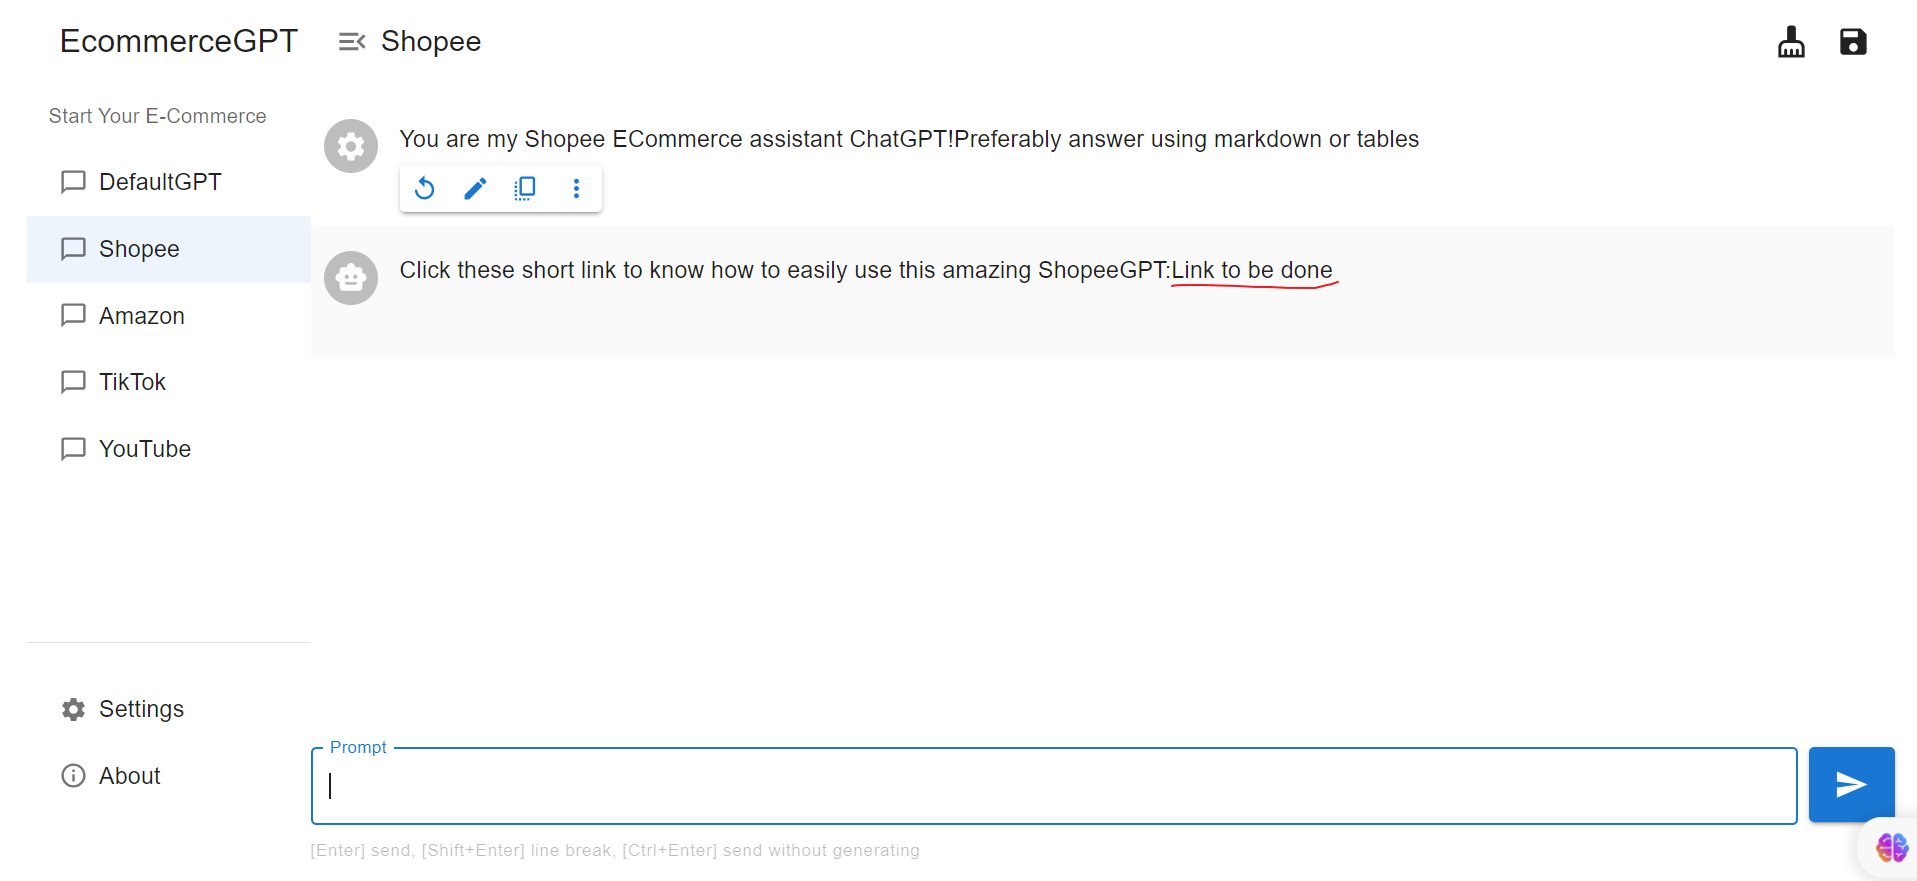 EcommerceGPT
Shopee
Start Your E-Commerce
DefaultGPT
Shopee
Amazon
TikTok
YouTube
Settings
About
You are my Shopee ECommerce assistant ChatGPT!Preferably answer using markdown or tables
Click these short link to know how to easily use this amazing ShopeeGPT:Link to be done
Prompt
[Enter] send, [Shift+Enter] line break, [Ctrl+Enter] send without generating